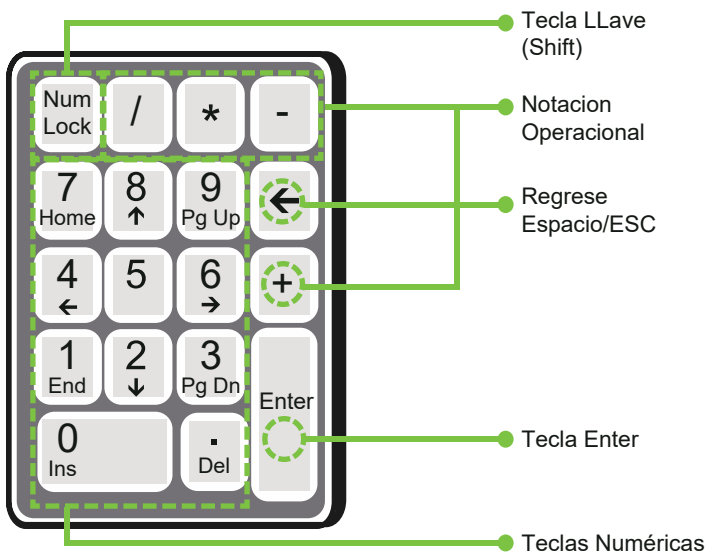 Tecla LLave
(Shift)
Num
Lock
/
*
-
Notacion
Operacional
7
Home
8
↑
9
Pg Up
←
Regrese
Espacio/ESC
4
←
5
6
→
+
1
End
2
↓
3
Pg Dn
Enter
0
Ins
.
Del
Tecla Enter
Teclas Numéricas